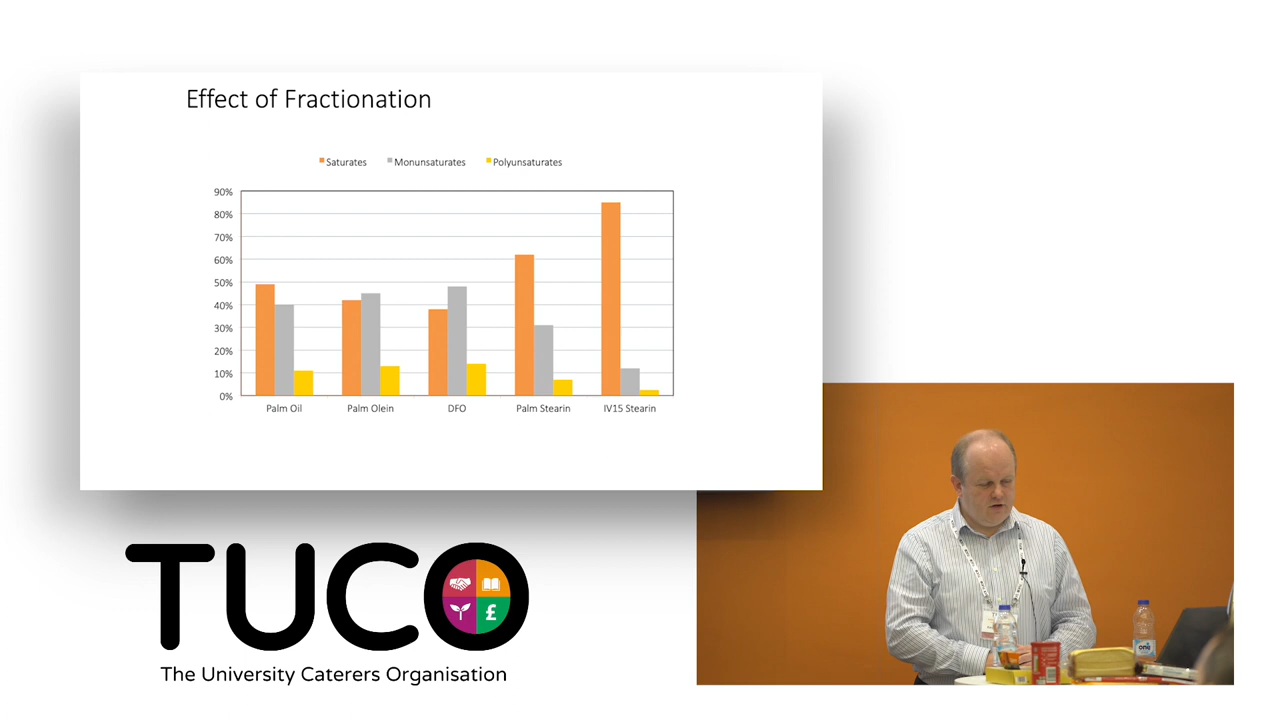 Effect of Fractionation
Saturates Monunsaturates Polyunsaturates
90%
80%
70%
60%
50%
40%
30%
20%
10%
0%
Palm Oil Palm Olein DFO Palm Stearin IV15 Stearin
TUCO
£
The University Caterers Organisation
one